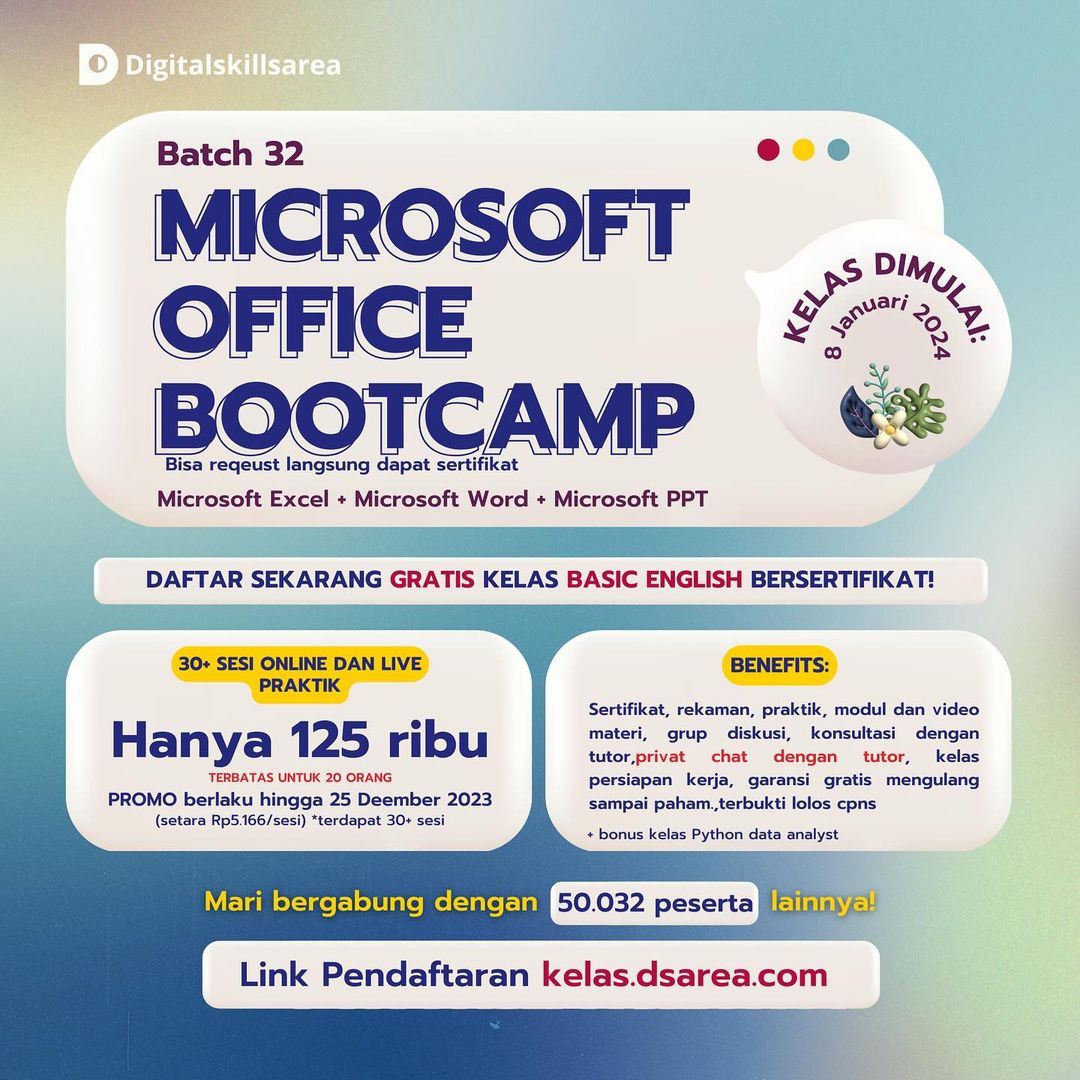 Digitalskillsarea
Batch 32
MICROSOFT
OFFICE
BOOTCAMP
Bisa reqeust langsung dapat sertifikat
Microsoft Excel + Microsoft Word + Microsoft PPT
KELAS DIMULAI:
8 Januari 2024
DAFTAR SEKARANG GRATIS KELAS BASIC ENGLISH BERSERTIFIKAT!
30+ SESI ONLINE DAN LIVE
PRAKTIK
Hanya 125 ribu
TERBATAS UNTUK 20 ORANG
PROMO berlaku hingga 25 Deember 2023
(setara Rp5.166/sesi) *terdapat 30+ sesi
BENEFITS:
Sertifikat, rekaman, praktik, modul dan video
materi, grup diskusi, konsultasi dengan
tutor,privat chat dengan tutor, kelas
persiapan kerja, garansi gratis mengulang
sampai paham.,terbukti lolos cpns
+ bonus kelas Python data analyst
Mari bergabung dengan 50.032 peserta lainnya!
Link Pendaftaran kelas.dsarea.com